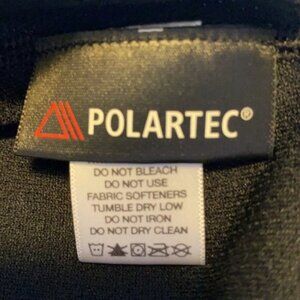 POLARTEC®
DO NOT BLEACH
DO NOT USE
FABRIC SOFTENERS
TUMBLE DRY LOW
DO NOT IRON
DO NOT DRY CLEAN